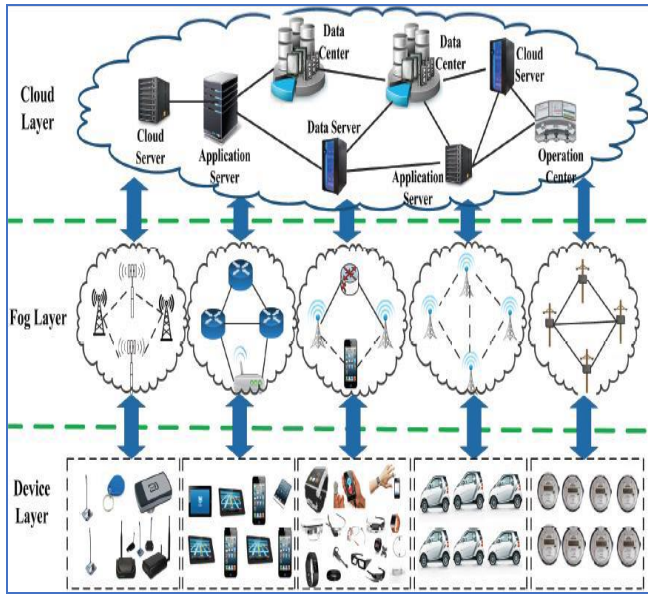 Data
Center
Data
Center
Cloud
Server
Cloud
Layer
Cloud
Server
Application
Server
Data Server
Application
Server
Operation
Center
Fog Layer
Device
Layer